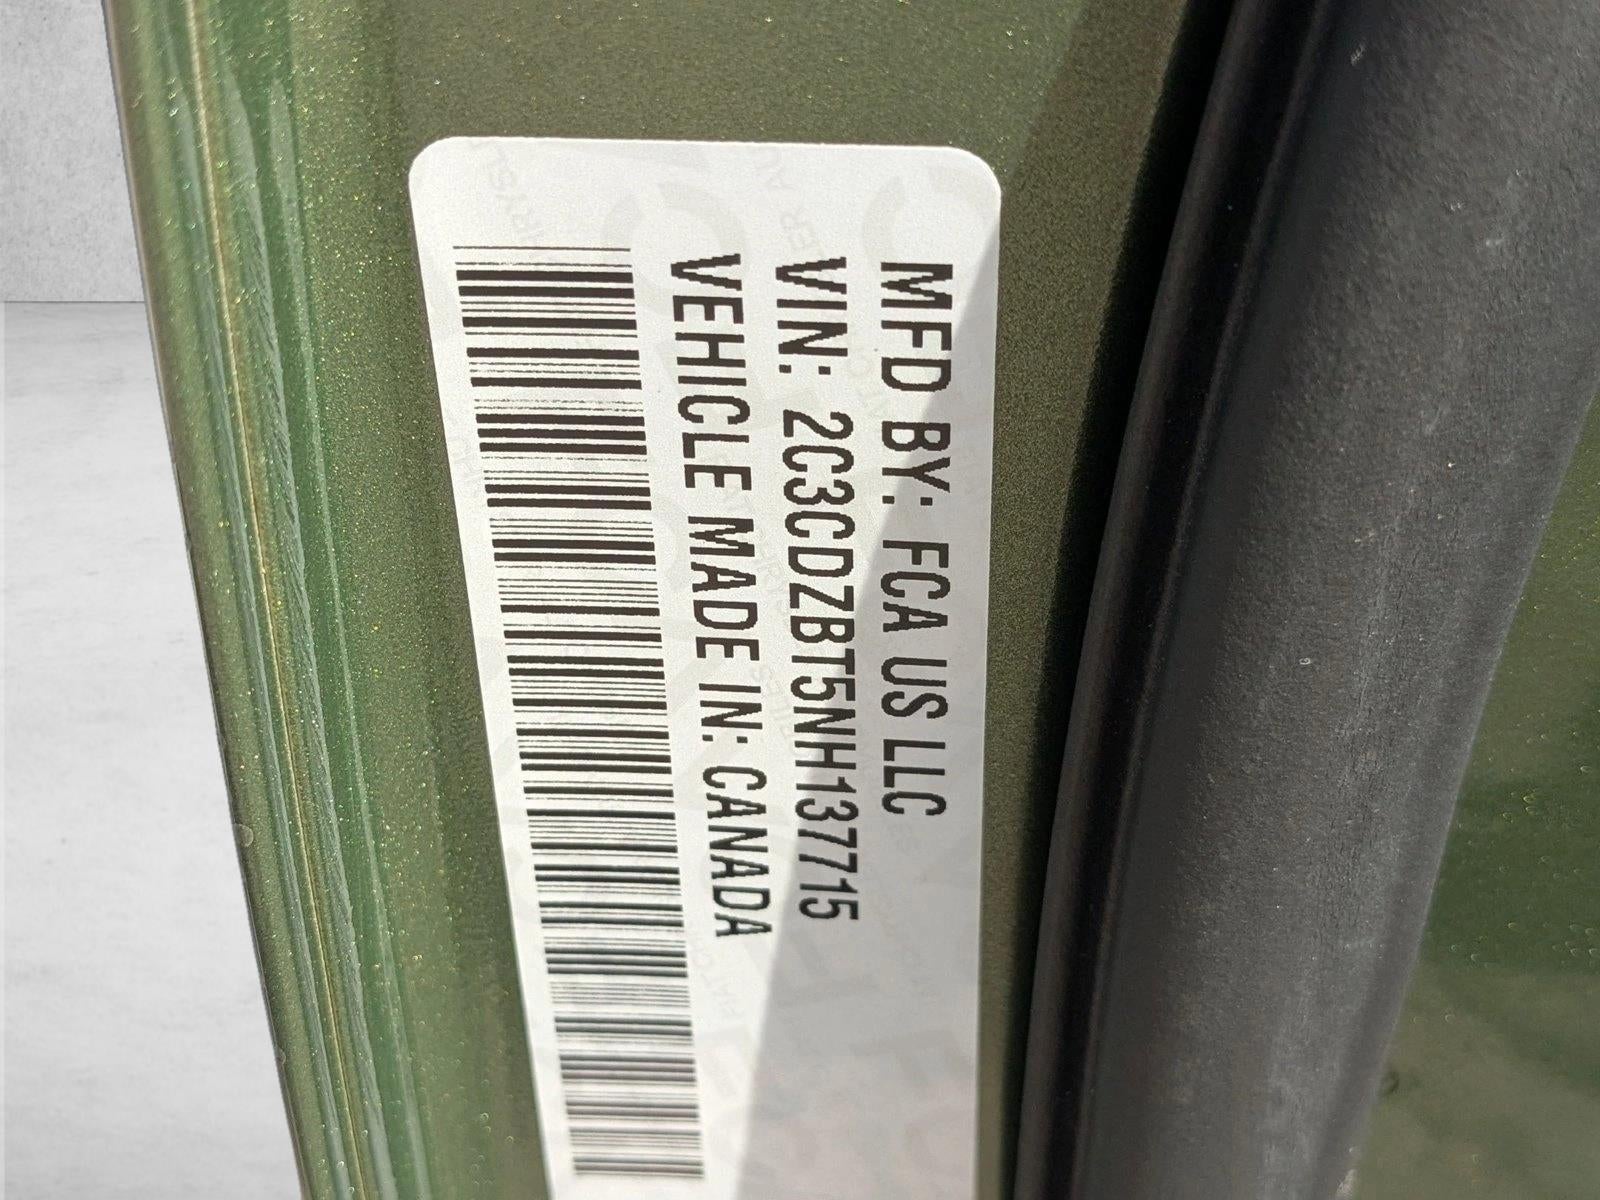 MFD BY: FCA US LLC
VIN: 2C3CDZBT5NH137715
VEHICLE MADE IN: CANADA